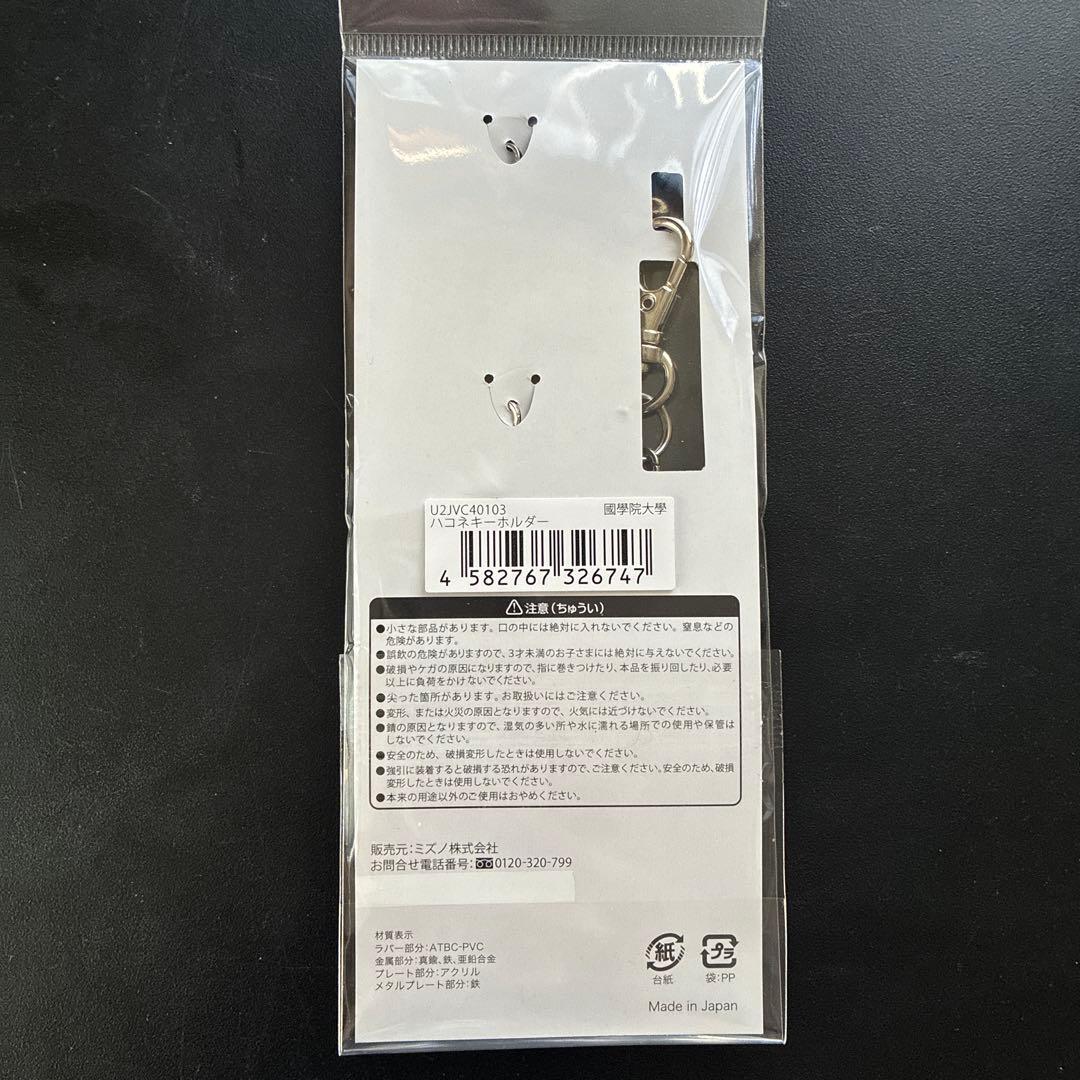 U2JVC40103 國學院大學
ハコネキーホルダー
4 582767 326747
注意(ちゅうい)
●小さな部品があります。口の中には絶対に入れないでください。窒息などの
危険があります。
●誤飲の危険がありますので、3才未満のお子さまには絶対に与えないでください。
●破損やケガの原因になりますので、指に巻きつけたり、本品を振り回したり、必要
以上に負荷をかけないでください。
●尖った箇所があります。お取扱いにはご注意ください。
●変形、または火災の原因となりますので、火気には近づけないでください。
●錆の原因となりますので、湿気の多い所や水に濡れる場所での使用や保管は
しないでください。
●安全のため、破損変形したときは使用しないでください。
●強引に装着すると破損する恐れがありますので、ご注意ください。安全のため、破損
変形したときは使用しないでください。
●本来の用途以外のご使用はおやめください。
販売元:ミズノ株式会社
お問合せ電話番号:0120-320-799
材質表示
ラバー部分:ATBC-PVC
金属部分:真鍮、鉄、亜鉛合金
プレート部分:アクリル
メタルプレート部分:鉄
紙 プラ
台紙 袋:PP
Made in Japan